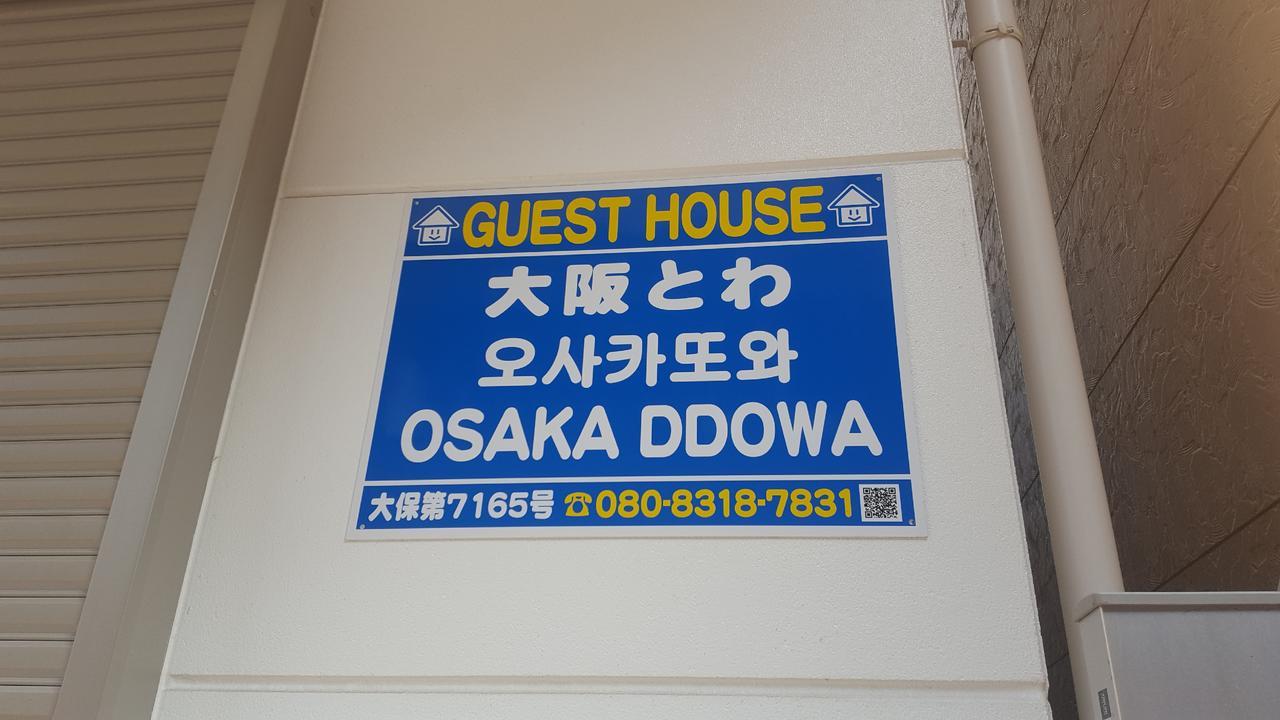 GUEST HOUSE
大阪とわ
오사카또와
OSAKA DDOWA
大保第7165号 ☎080-8318-7831